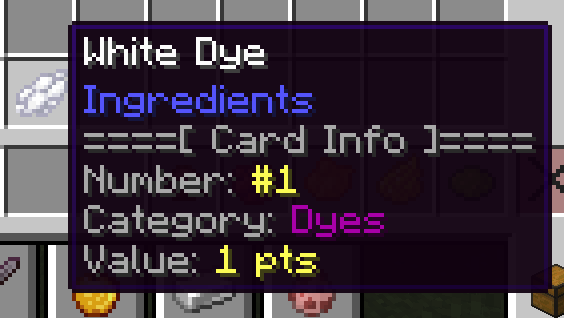 White Dye
Ingredients
====[ Card Info ]====
Number: #1
Category: Dyes
Value: 1 pts